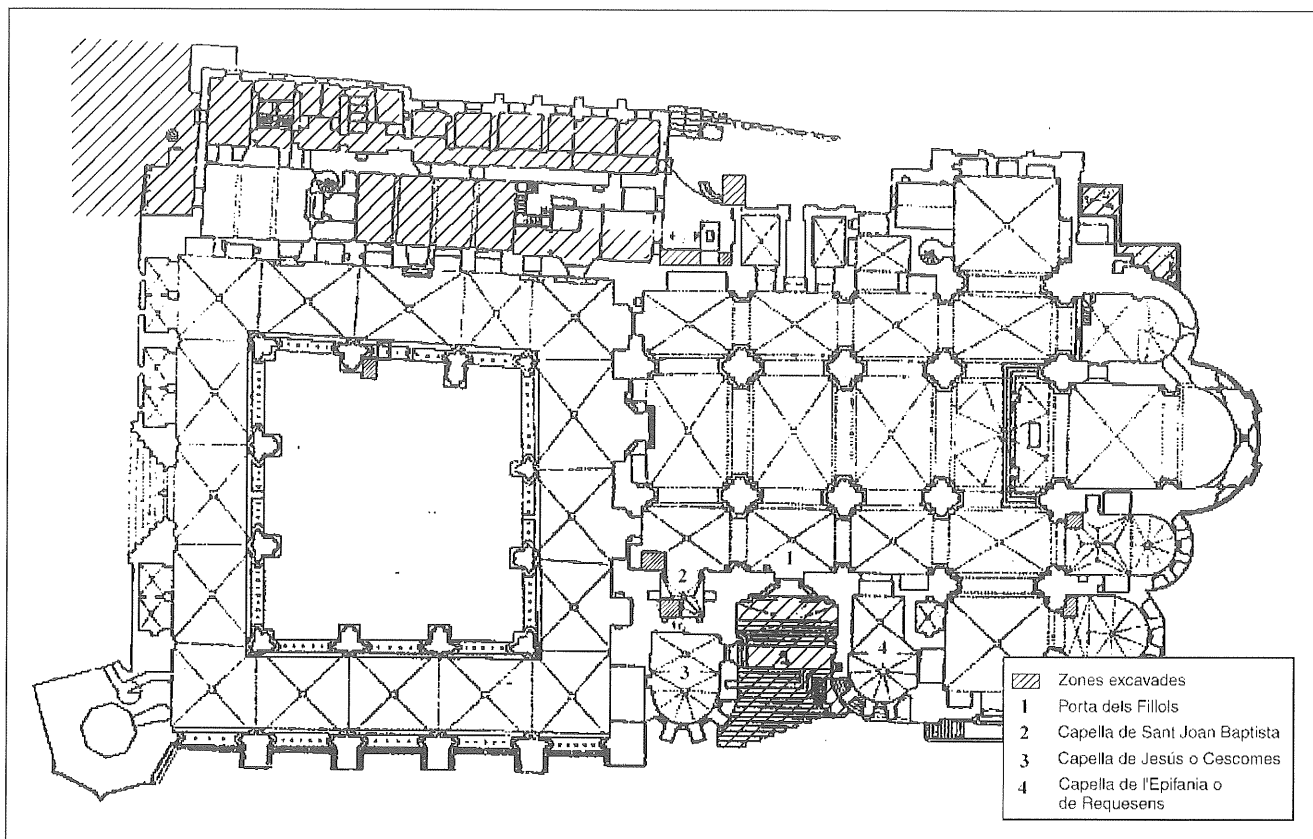 1
2
3
4
Zones excavades
1 Porta dels Fillols
2 Capella de Sant Joan Baptista
3 Capella de Jesús o Cescomes
4 Capella de l'Epifania o
de Requesens